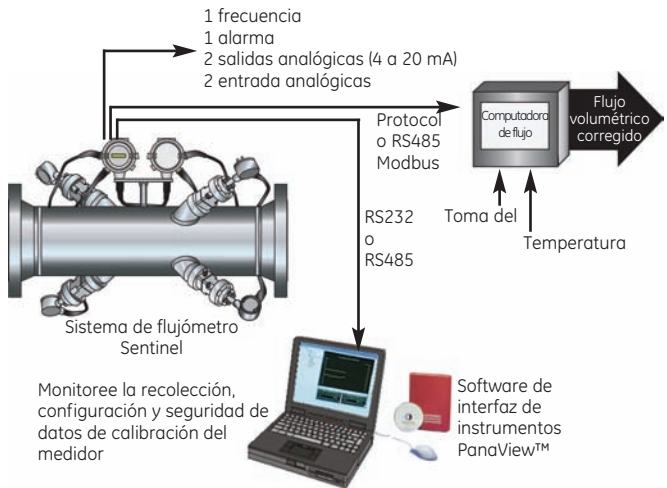 1 frecuencia
1 alarma
2 salidas analógicas (4 a 20 mA)
2 entrada analógicas
Protocol
o RS485
Modbus
Computadora
de flujo
Flujo
volumétrico
corregido
Toma del
Temperatura
RS232
o
RS485
Sistema de flujómetro
Sentinel
Monitoree la recolección,
configuración y seguridad de
datos de calibración del
medidor
Software de
interfaz de
instrumentos
PanaView™